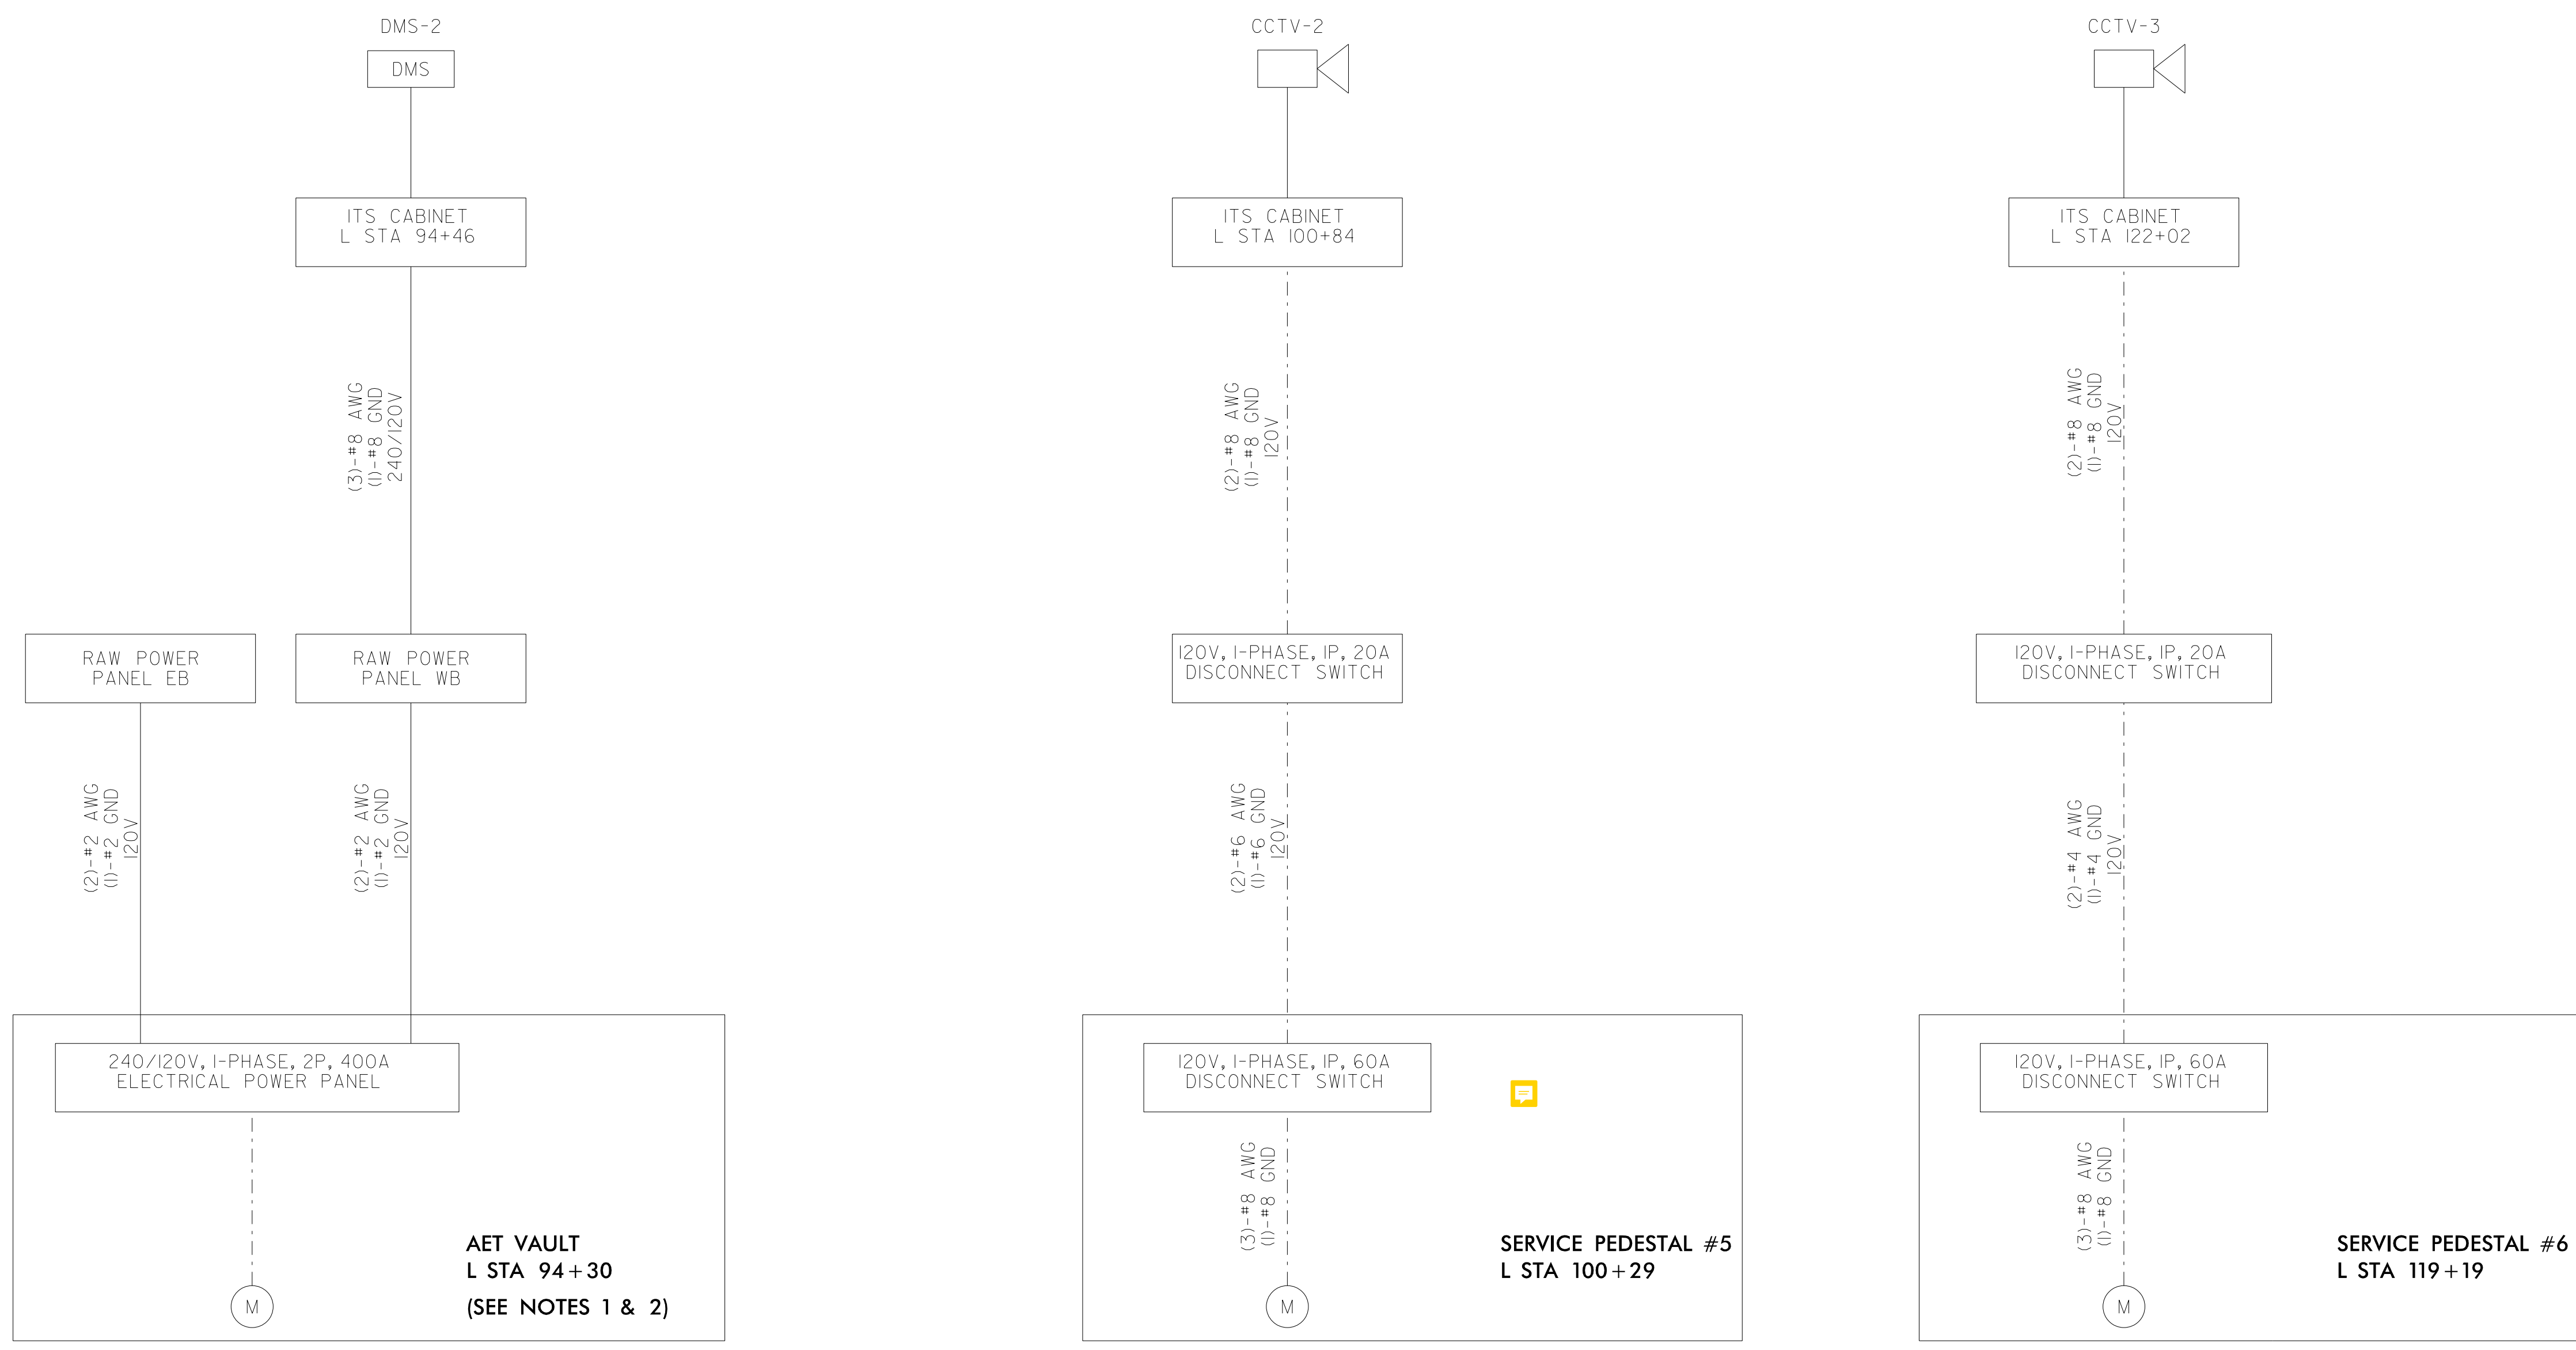 DMS-2
DMS
ITS CABINET
L STA 94+46
(3)-#8 AWG
(1)-#8 GND
240/120V
RAW POWER
PANEL EB
RAW POWER
PANEL WB
(2)-#2 AWG
(1)-#2 GND
120V
(2)-#2 AWG
(1)-#2 GND
120V
240/120V, 1-PHASE, 2P, 400A
ELECTRICAL POWER PANEL
M
AET VAULT
L STA 94+30
(SEE NOTES 1 & 2)
CCTV-2
ITS CABINET
L STA 100+84
(2)-#8 AWG
(1)-#8 GND
120V
120V, 1-PHASE, 1P, 20A
DISCONNECT SWITCH
(2)-#6 AWG
(1)-#6 GND
120V
120V, 1-PHASE, 1P, 60A
DISCONNECT SWITCH
(3)-#8 AWG
(1)-#8 GND
M
SERVICE PEDESTAL #5
L STA 100+29
CCTV-3
ITS CABINET
L STA 122+02
(2)-#8 AWG
(1)-#8 GND
120V
120V, 1-PHASE, 1P, 20A
DISCONNECT SWITCH
(2)-#4 AWG
(1)-#4 GND
120V
120V, 1-PHASE, 1P, 60A
DISCONNECT SWITCH
(3)-#8 AWG
(1)-#8 GND
M
SERVICE PEDESTAL #6
L STA 119+19